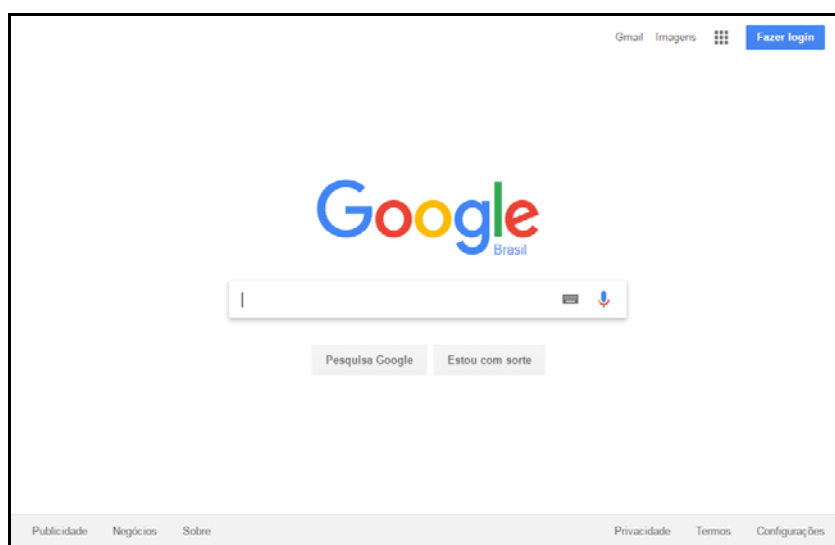 Gmail Imagens Fazer login
Google
Brasil
Pesquisa Google Estou com sorte
Publicidade Negócios Sobre Privacidade Termos Configurações